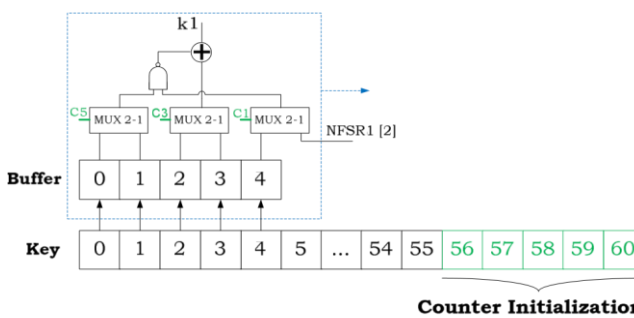 k1
C5 MUX 2-1 C3 MUX 2-1 C1 MUX 2-1
NFSR1 [2]
Buffer 0 1 2 3 4
Key 0 1 2 3 4 5 ... 54 55 56 57 58 59 60
Counter Initialization